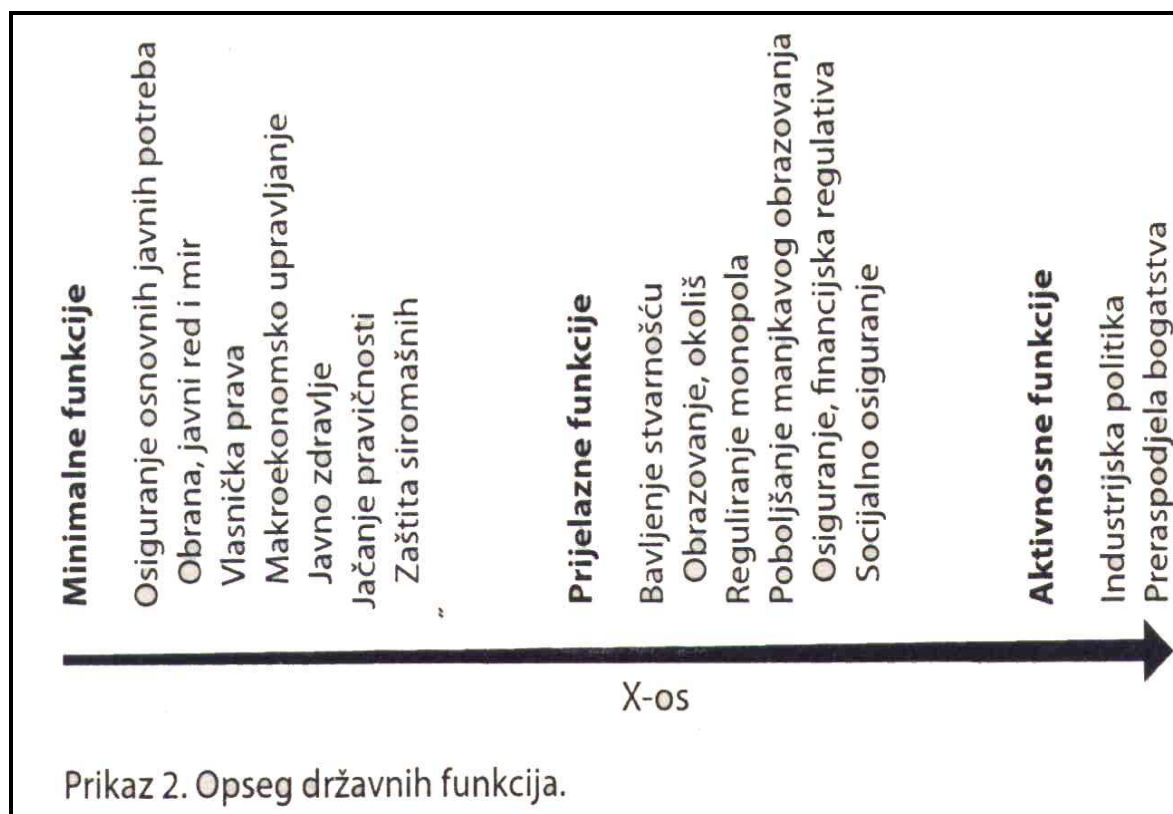 Minimalne funkcije
Osiguranje osnovnih javnih potreba
Obrana, javni red i mir
Vlasnička prava
Makroekonomsko upravljanje
Javno zdravlje
Jačanje pravičnosti
Zaštita siromašnih
Prijelazne funkcije
Bavljenje stvarnošću
Obrazovanje, okoliš
Reguliranje monopola
Poboljšanje manjkavog obrazovanja
Osiguranje, financijska regulativa
Socijalno osiguranje
Aktivnosne funkcije
Industrijska politika
Preraspodjela bogatstva
X-os
Prikaz 2. Opseg državnih funkcija.